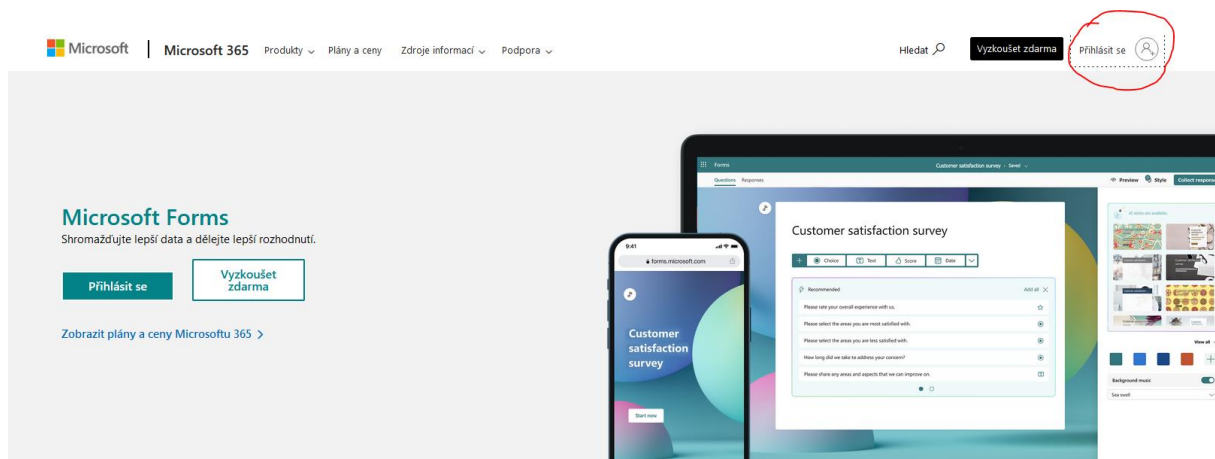 Microsoft
Microsoft 365
Produkty
Plány a ceny
Zdroje informací
Podpora
Hledat
Vyzkoušet zdarma
Přihlásit se
Microsoft Forms
Shromažďujte lepší data a dělejte lepší rozhodnutí.
Přihlásit se
Vyzkoušet
zdarma
Zobrazit plány a ceny Microsoftu 365
9:41
forms.microsoft.com
Customer
satisfaction
survey
Start now
Forms
Customer satisfaction survey - Saved
Questions
Responses
Preview
Style
Collect respons
Customer satisfaction survey
Choice
Text
Score
Date
Recommended
Add all
Please rate your overall experience with us.
Please select the areas you are most satisfied with.
Please select the areas you are less satisfied with.
How long did we take to address your concern?
Please share any areas and aspects that we can improve on.
View all
Background music
Sea swell